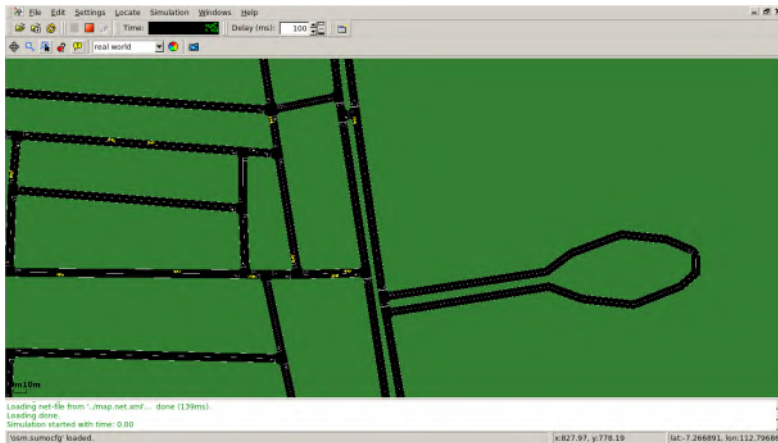 File Edit Settings Locate Simulation Windows Help
Time: Delay (ms): 100
real world
10m
Loading net-file from './map.net.xml'... done (139ms).
Loading done.
Simulation started with time: 0.00
'osm.sumocfg' loaded. x:827.97, y:778.19 lat:-7.266891, lon:112.79686